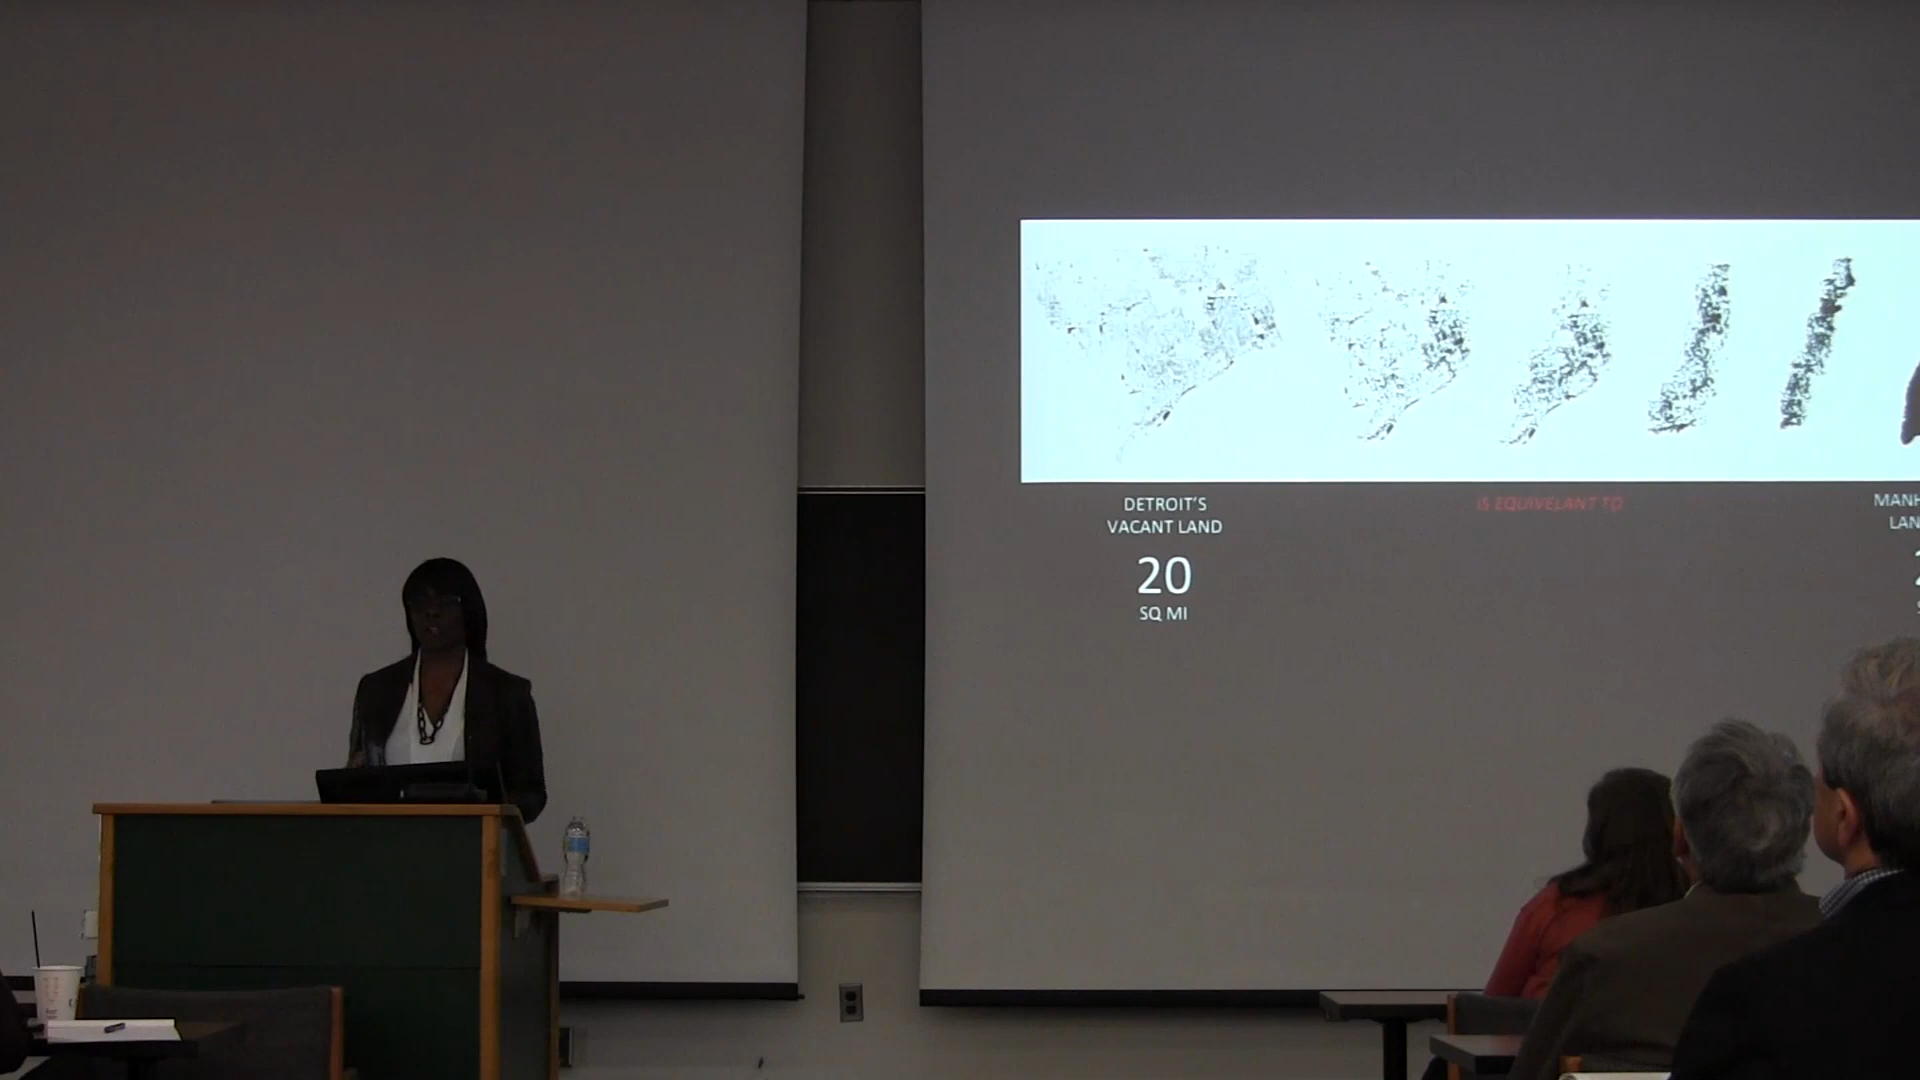 DETROIT'S
VACANT LAND
20
SQ MI
IS EQUIVELANT TO